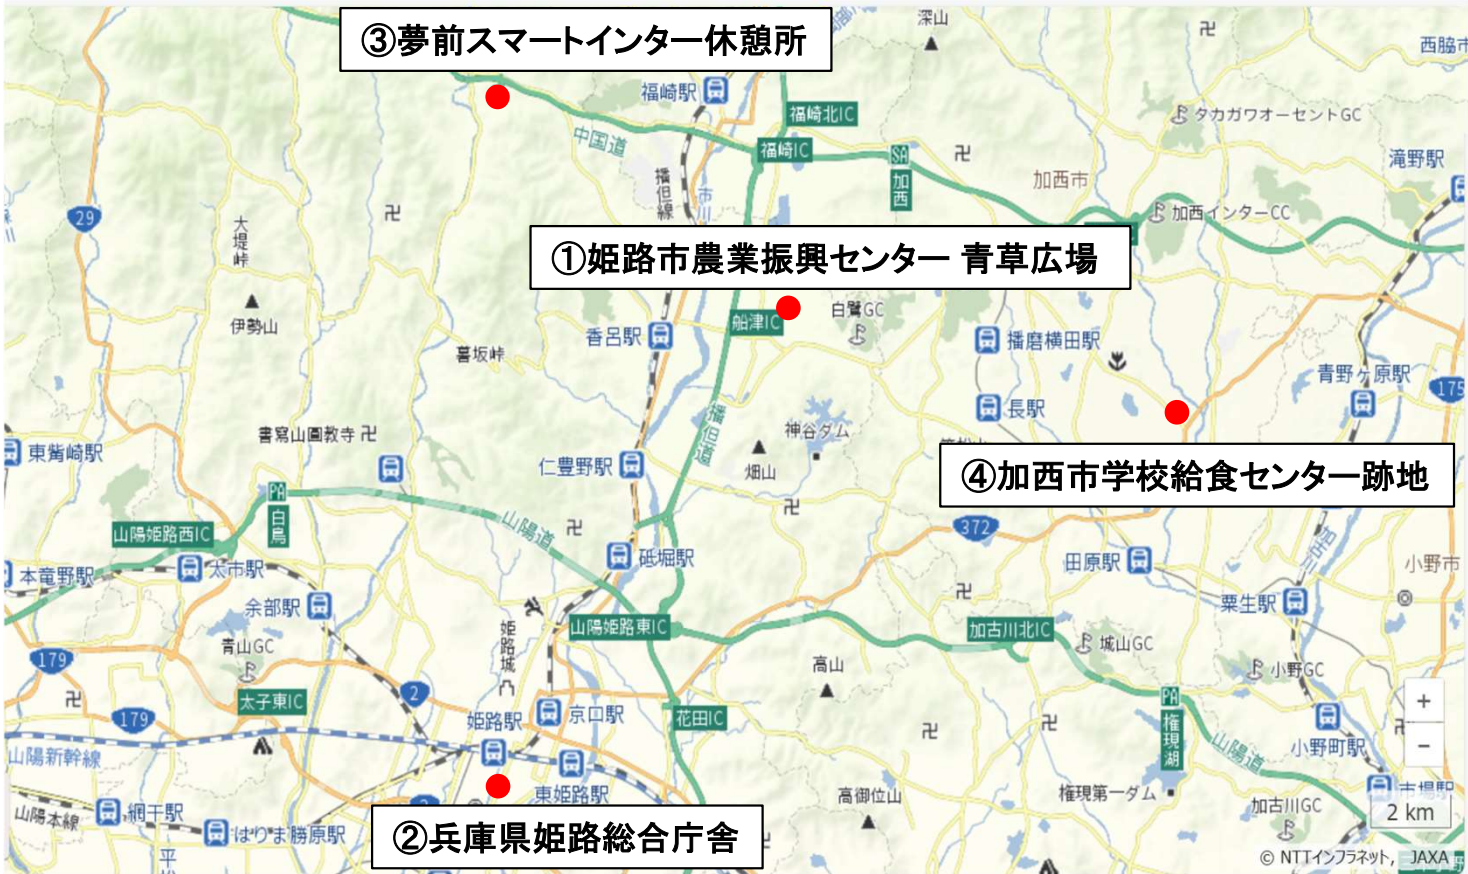 ③夢前スマートインター休憩所
深山
西脇市
福崎駅
福崎北IC
タカガワオーセントGC
中国道
福崎IC
SA
加西
加西市
滝野駅
播但線
市川
29
大堤峠
加西インターCC
①姫路市農業振興センター 青草広場
伊勢山
香呂駅
船津IC
白鷺GC
播磨横田駅
暮坂峠
青野ヶ原駅
175
長駅
播但道
神谷ダム
書寫山圓教寺
東觜崎駅
仁豊野駅
畑山
④加西市学校給食センター跡地
PA
白鳥
山陽姫路西IC
山陽道
372
本竜野駅
太市駅
砥堀駅
田原駅
加古川
小野市
余部駅
粟生駅
姫路城
山陽姫路東IC
加古川北IC
青山GC
城山GC
179
高山
小野GC
太子東IC
2
PA
権現湖
179
姫路駅
京口駅
花田IC
山陽道
小野町駅
+
−
山陽新幹線
東姫路駅
高御位山
権現第一ダム
市場駅
加古川GC
2 km
山陽本線
網干駅
はりま勝原駅
②兵庫県姫路総合庁舎
© NTTインフラネット, JAXA